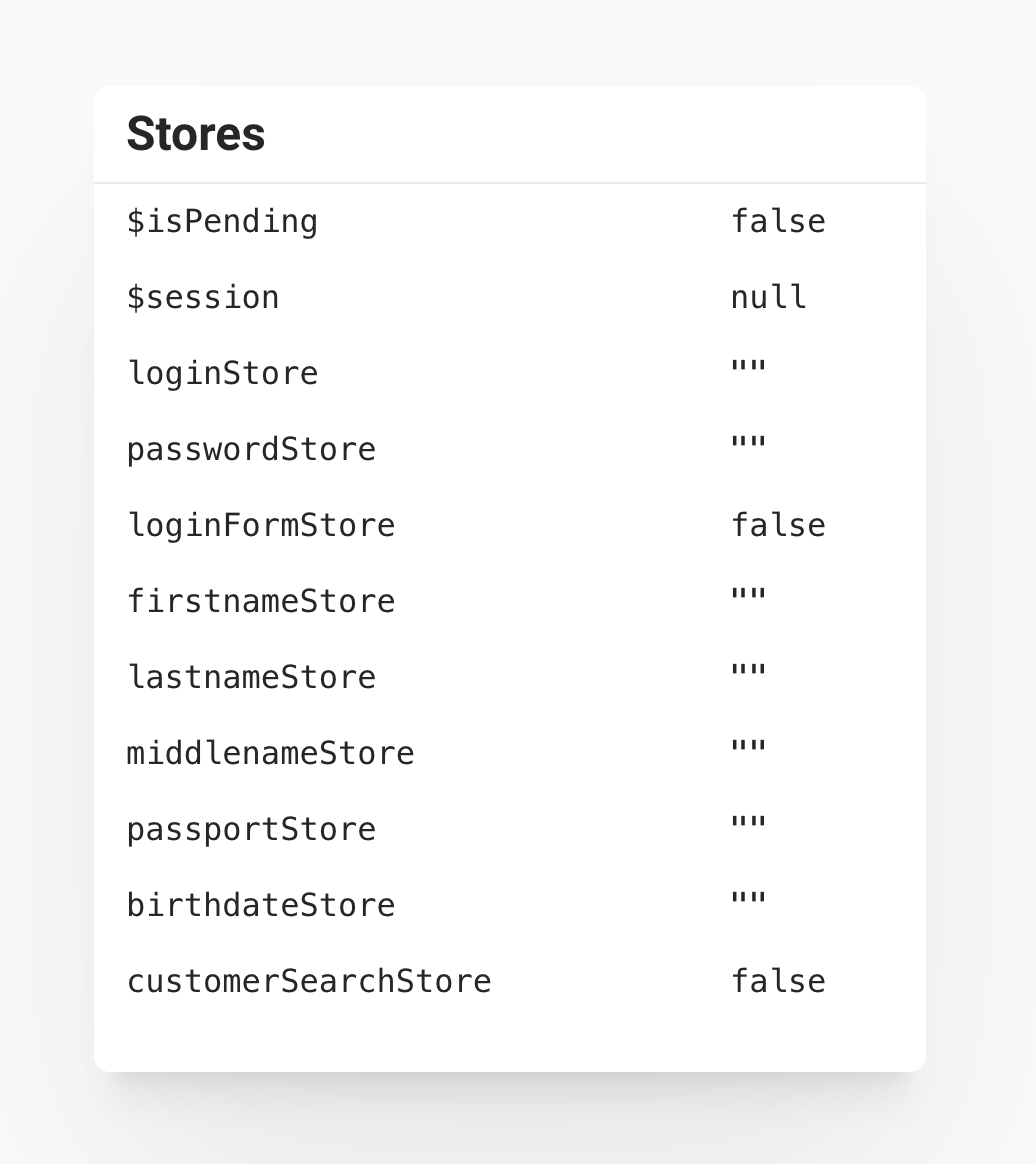 Stores
$isPending false
$session null
loginStore ""
passwordStore ""
loginFormStore false
firstnameStore ""
lastnameStore ""
middlenameStore ""
passportStore ""
birthdateStore ""
customerSearchStore false